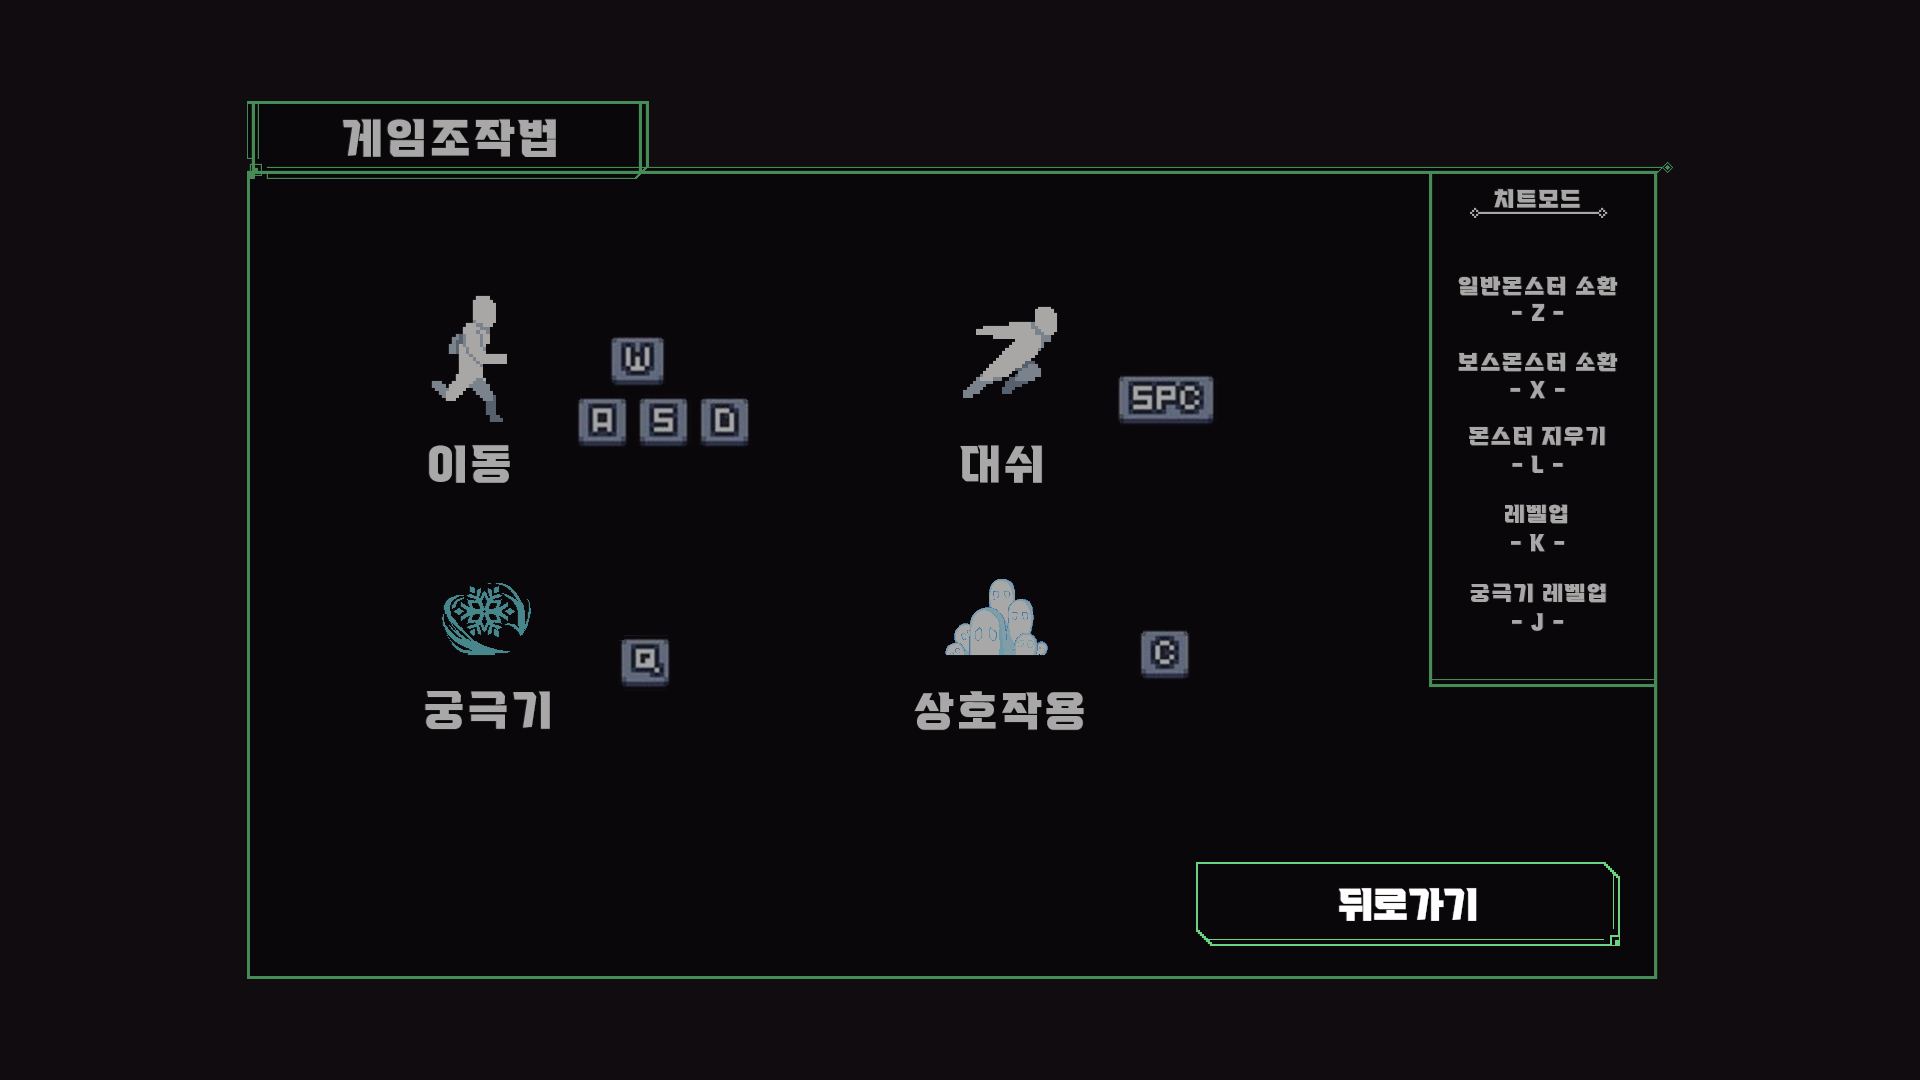 게임조작법
치트모드
일반몬스터 소환
- Z -
보스몬스터 소환
- X -
몬스터 지우기
- L -
레벨업
- K -
궁극기 레벨업
- J -
W
A S D
이동
SPC
대쉬
Q
궁극기
C
상호작용
뒤로가기